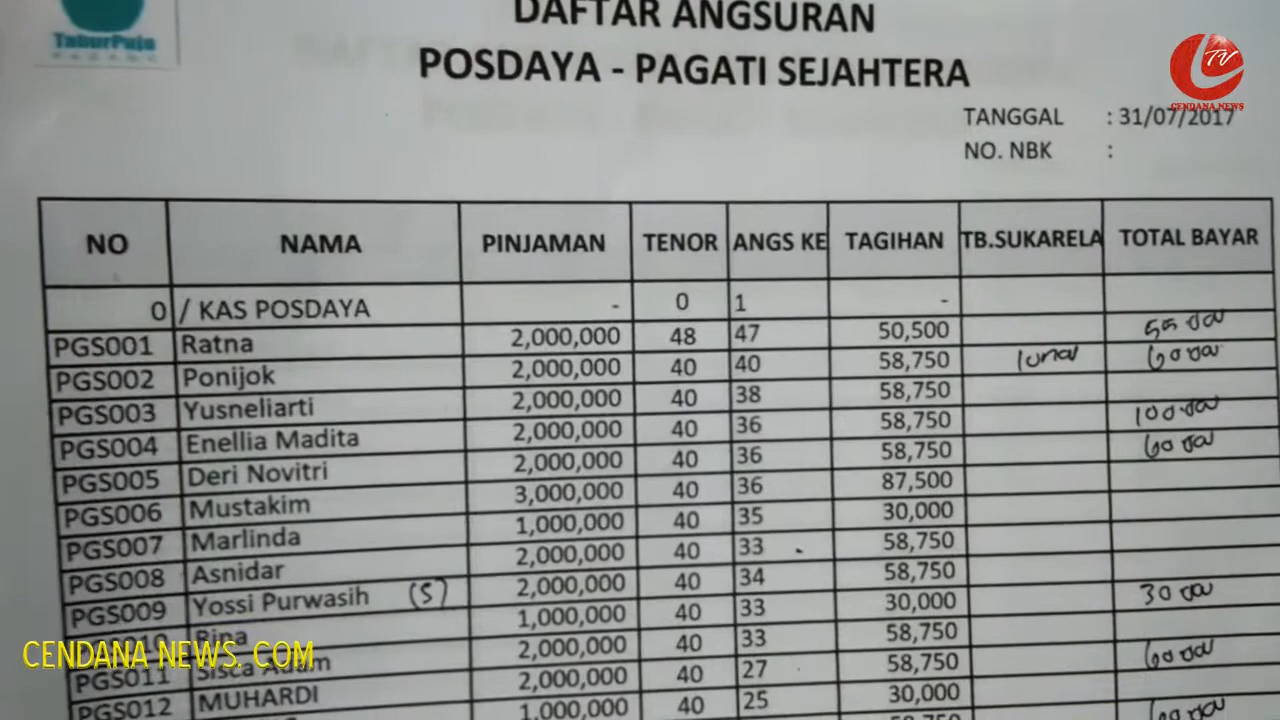 TaburPuja
PADANG
DAFTAR ANGSURAN
POSDAYA - PAGATI SEJAHTERA
TV
CENDANA NEWS
TANGGAL : 31/07/2017
NO. NBK :
NO NAMA PINJAMAN TENOR ANGS KE TAGIHAN TB.SUKARELA TOTAL BAYAR
0 / KAS POSDAYA - 0 1 -
PGS001 Ratna 2,000,000 48 47 50,500 55 000
PGS002 Ponijok 2,000,000 40 40 58,750 60 000
PGS003 Yusneliarti 2,000,000 40 38 58,750
PGS004 Enellia Madita 2,000,000 40 36 58,750 100 000
PGS005 Deri Novitri 2,000,000 40 36 58,750 60 000
PGS006 Mustakim 3,000,000 40 36 87,500
PGS007 Marlinda 1,000,000 40 35 30,000
PGS008 Asnidar 2,000,000 40 33 58,750
PGS009 Yossi Purwasih (S) 2,000,000 40 34 58,750
PGS010 1,000,000 40 33 30,000 30 000
PGS011 Sisca 2,000,000 40 33 58,750
PGS012 MUHARDI 2,000,000 40 27 58,750 60 000
1,000,000 40 25 30,000
58,750
CENDANA NEWS. COM